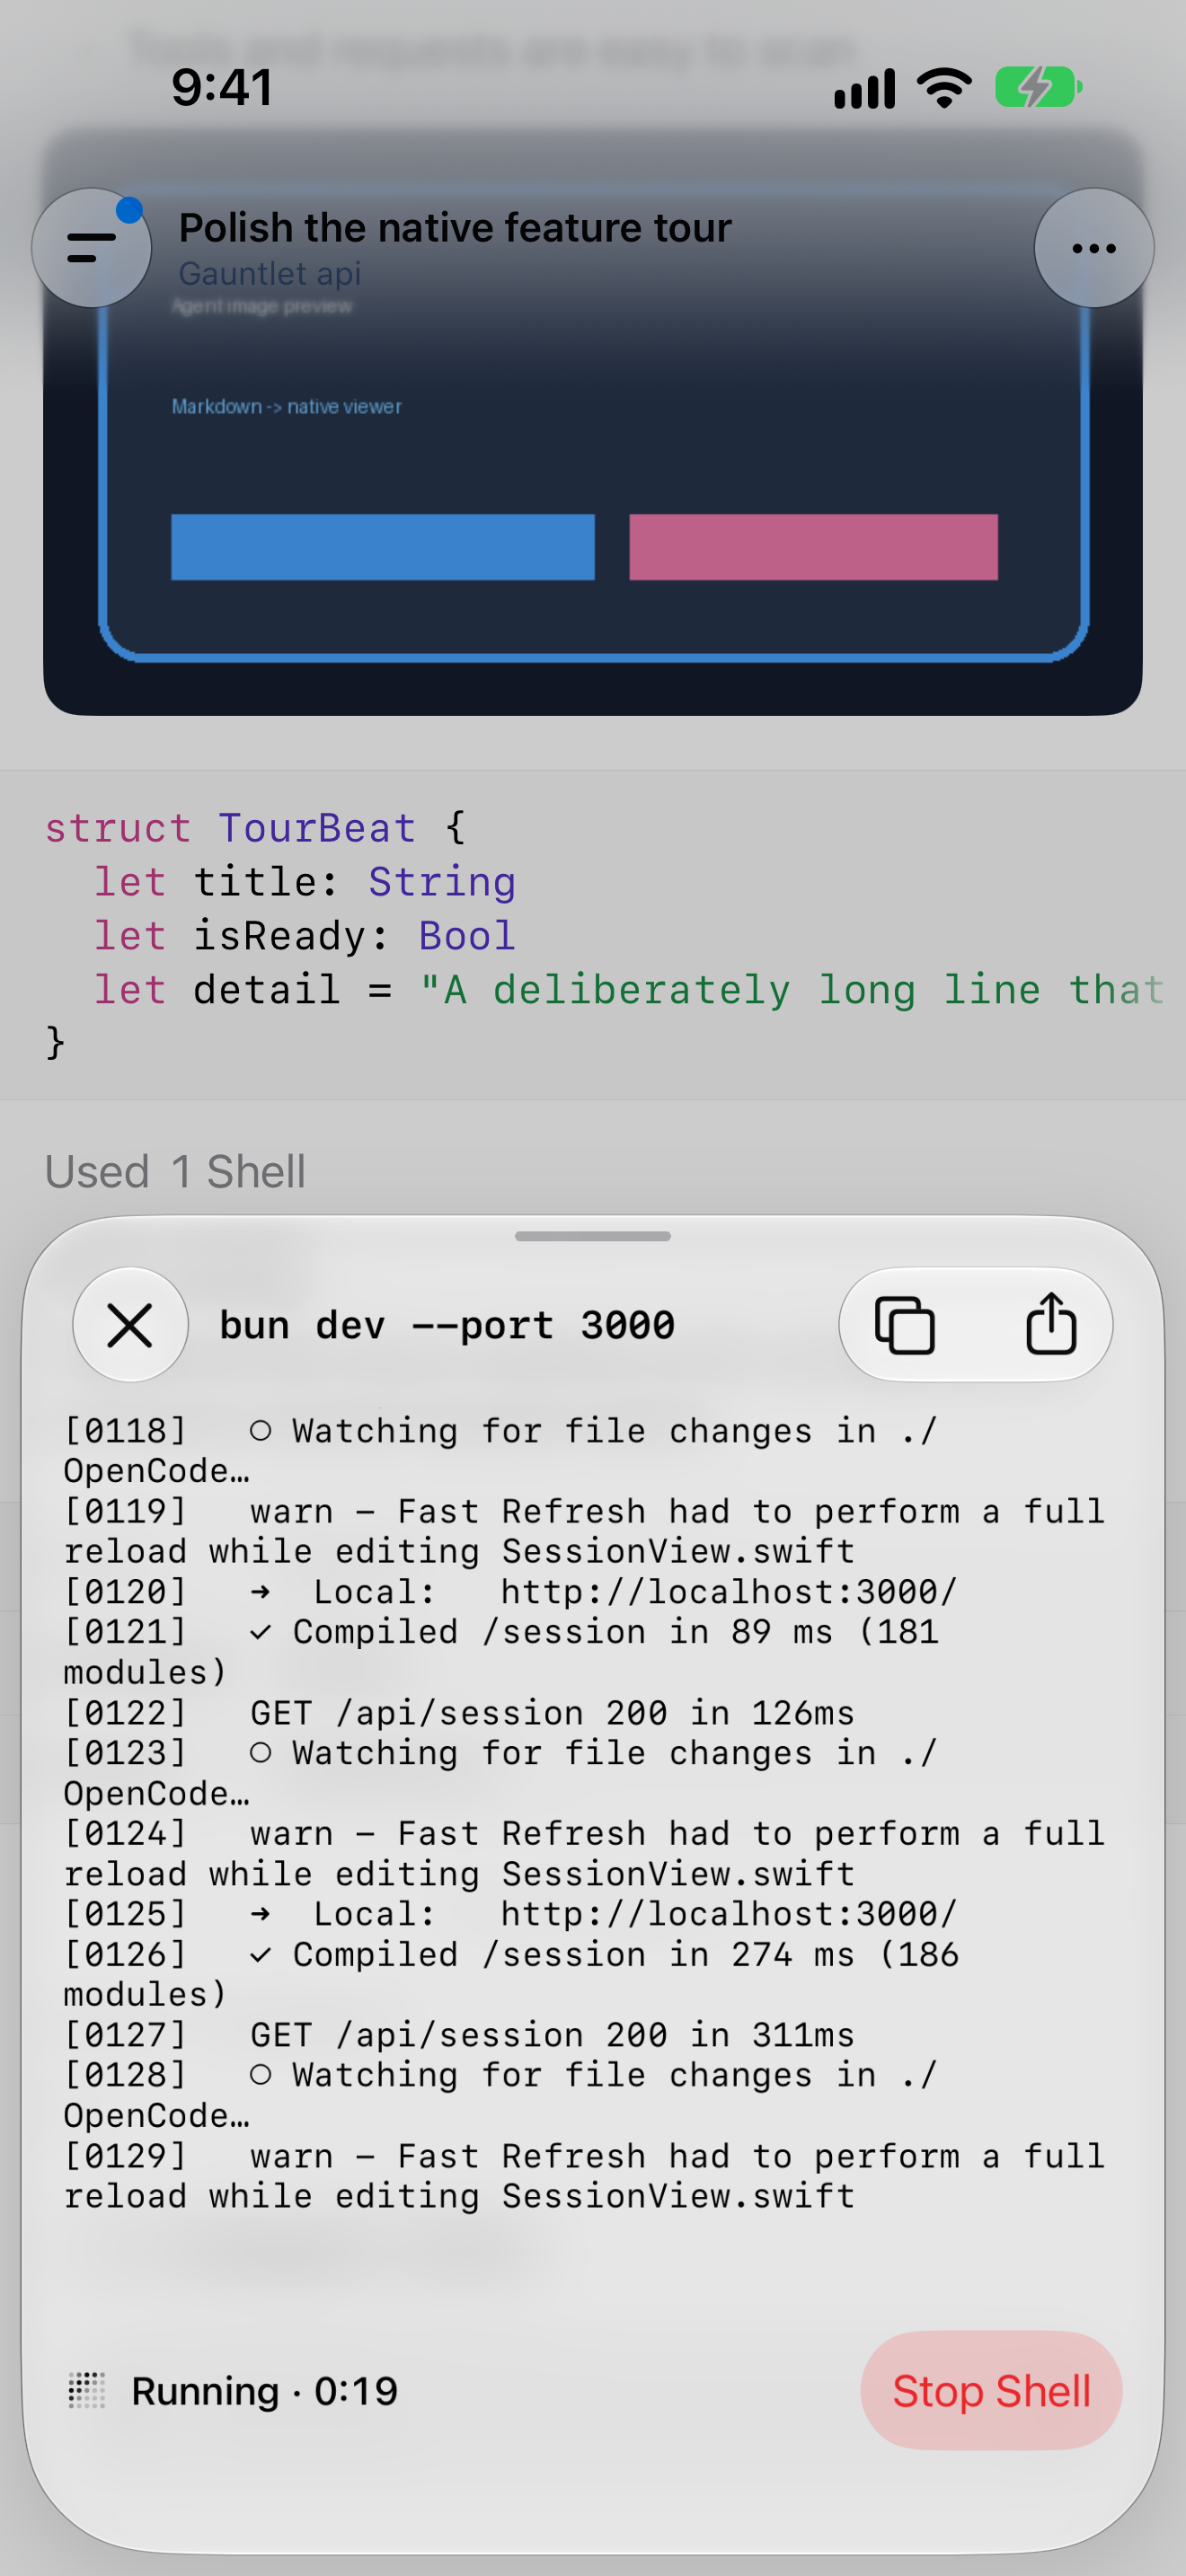 Tools and requests are easy to scan
9:41
Polish the native feature tour
Gauntlet api
Agent image preview
Markdown -> native viewer
struct TourBeat {
  let title: String
  let isReady: Bool
  let detail = "A deliberately long line that
}
Used 1 Shell
bun dev --port 3000
[0118]   ○ Watching for file changes in ./
OpenCode…
[0119]   warn – Fast Refresh had to perform a full
reload while editing SessionView.swift
[0120]   ➜  Local:   http://localhost:3000/
[0121]   ✓ Compiled /session in 89 ms (181
modules)
[0122]   GET /api/session 200 in 126ms
[0123]   ○ Watching for file changes in ./
OpenCode…
[0124]   warn – Fast Refresh had to perform a full
reload while editing SessionView.swift
[0125]   ➜  Local:   http://localhost:3000/
[0126]   ✓ Compiled /session in 274 ms (186
modules)
[0127]   GET /api/session 200 in 311ms
[0128]   ○ Watching for file changes in ./
OpenCode…
[0129]   warn – Fast Refresh had to perform a full
reload while editing SessionView.swift
Running · 0:19
Stop Shell